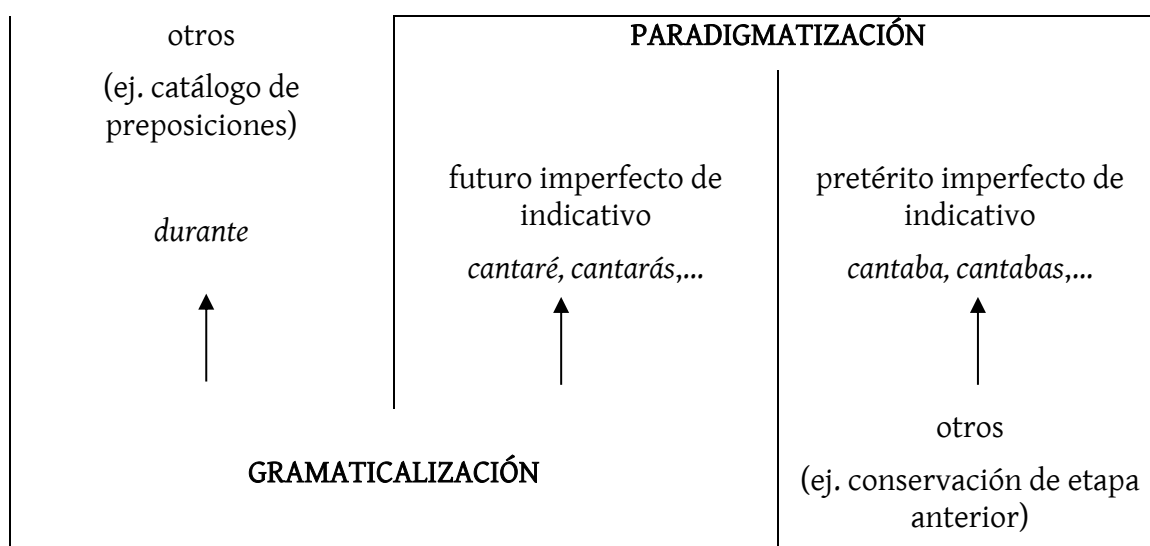 otros
(ej. catálogo de
preposiciones)
durante
PARADIGMATIZACIÓN
futuro imperfecto de
indicativo
cantaré, cantarás,...
pretérito imperfecto de
indicativo
cantaba, cantabas,...
GRAMATICALIZACIÓN
otros
(ej. conservación de etapa
anterior)